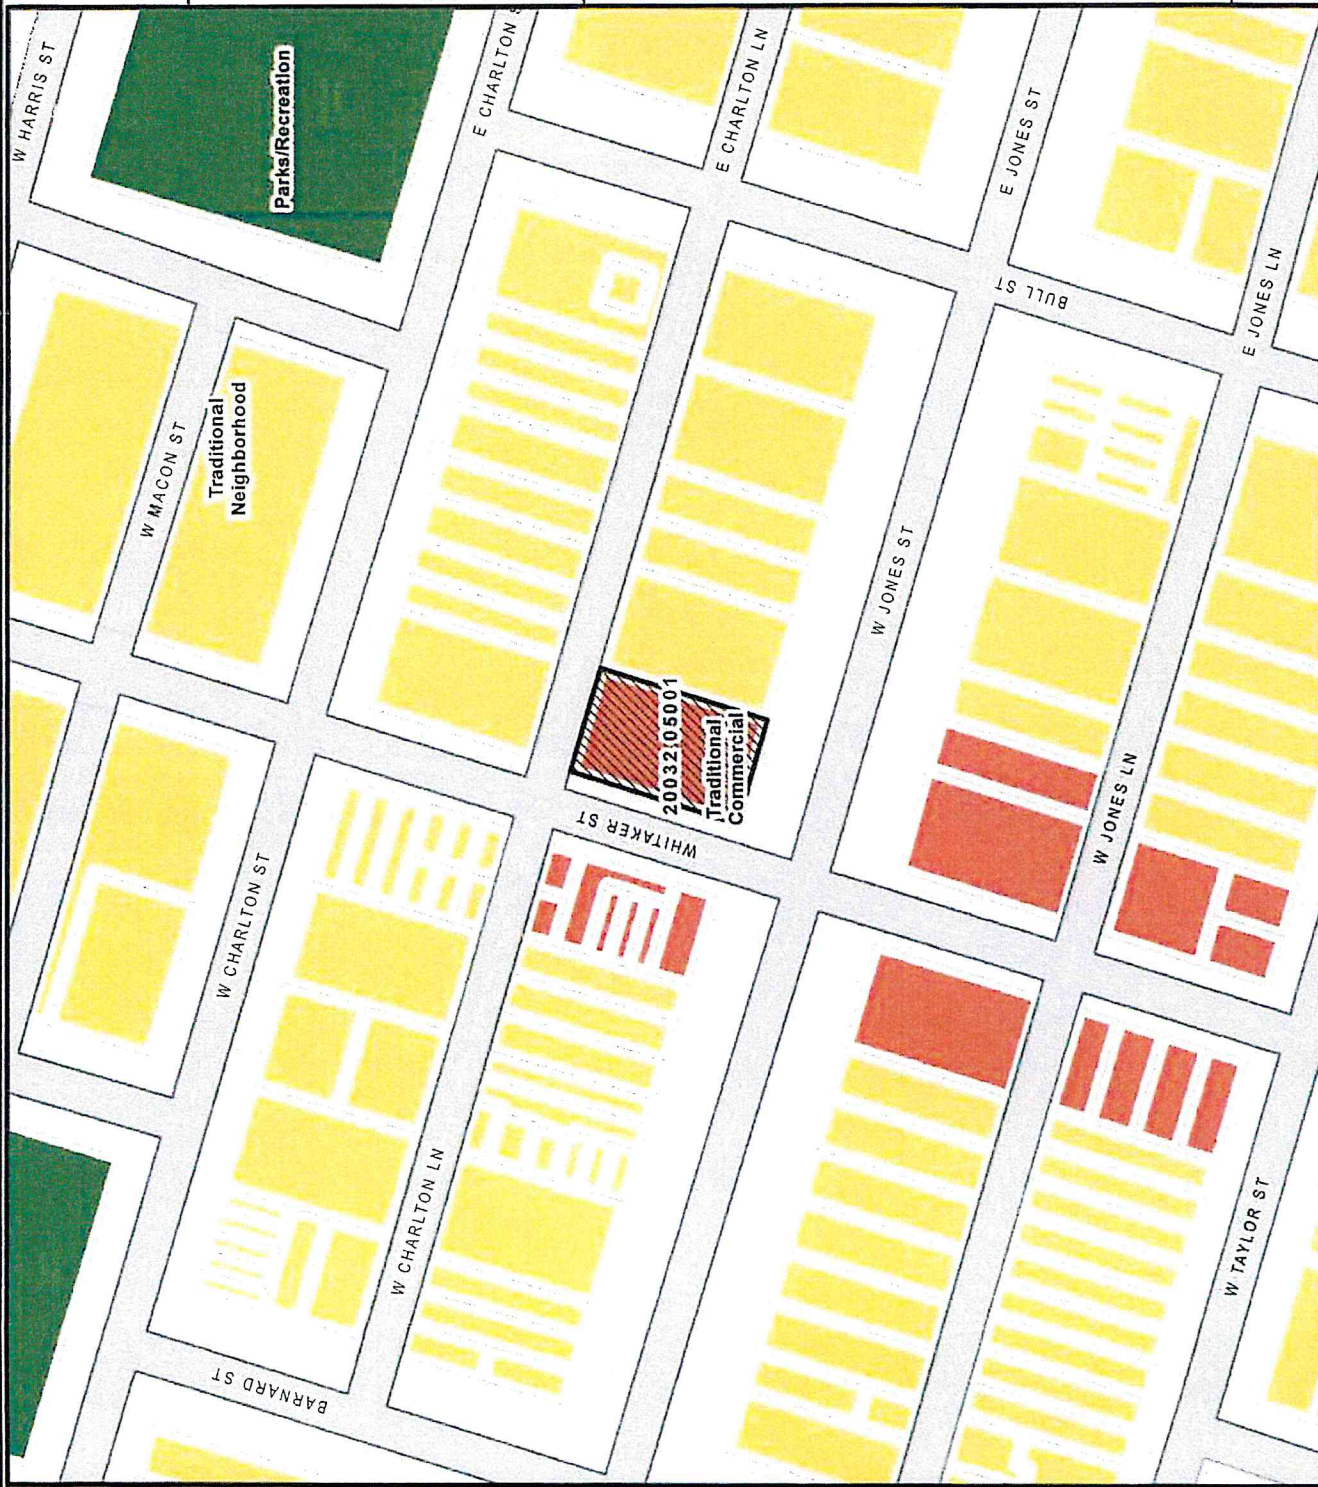 W HARRIS ST
Parks/Recreation
E CHARLTON S
E CHARLTON LN
E JONES ST
BULL ST
E JONES LN
W MACON ST
Traditional
Neighborhood
W JONES ST
20032 05001
Traditional
Commercial
WHITAKER ST
W JONES LN
W CHARLTON ST
W CHARLTON LN
BARNARD ST
W TAYLOR ST